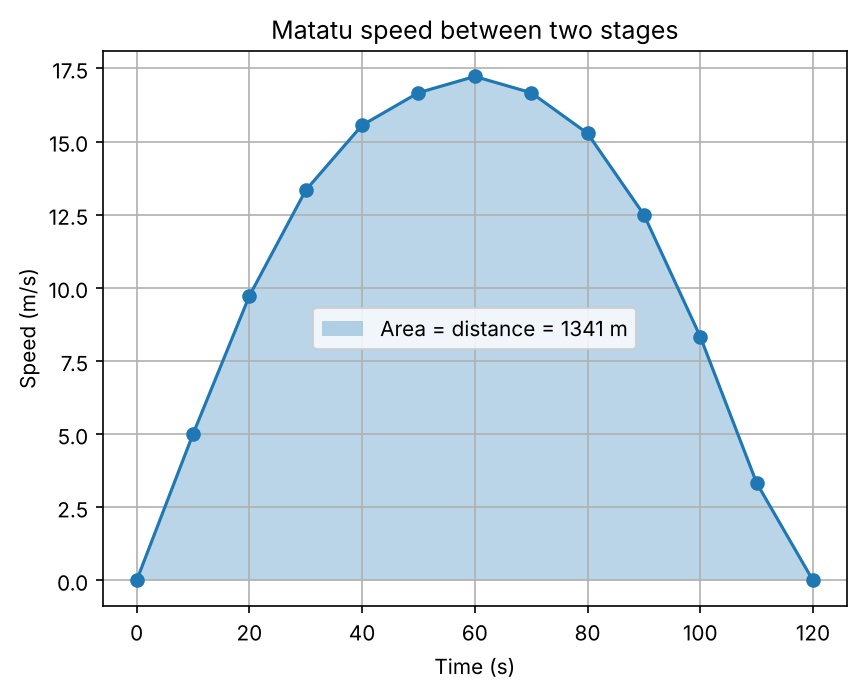 Matatu speed between two stages
Speed (m/s)
17.5
15.0
12.5
10.0
7.5
5.0
2.5
0.0
Area = distance = 1341 m
0 20 40 60 80 100 120
Time (s)